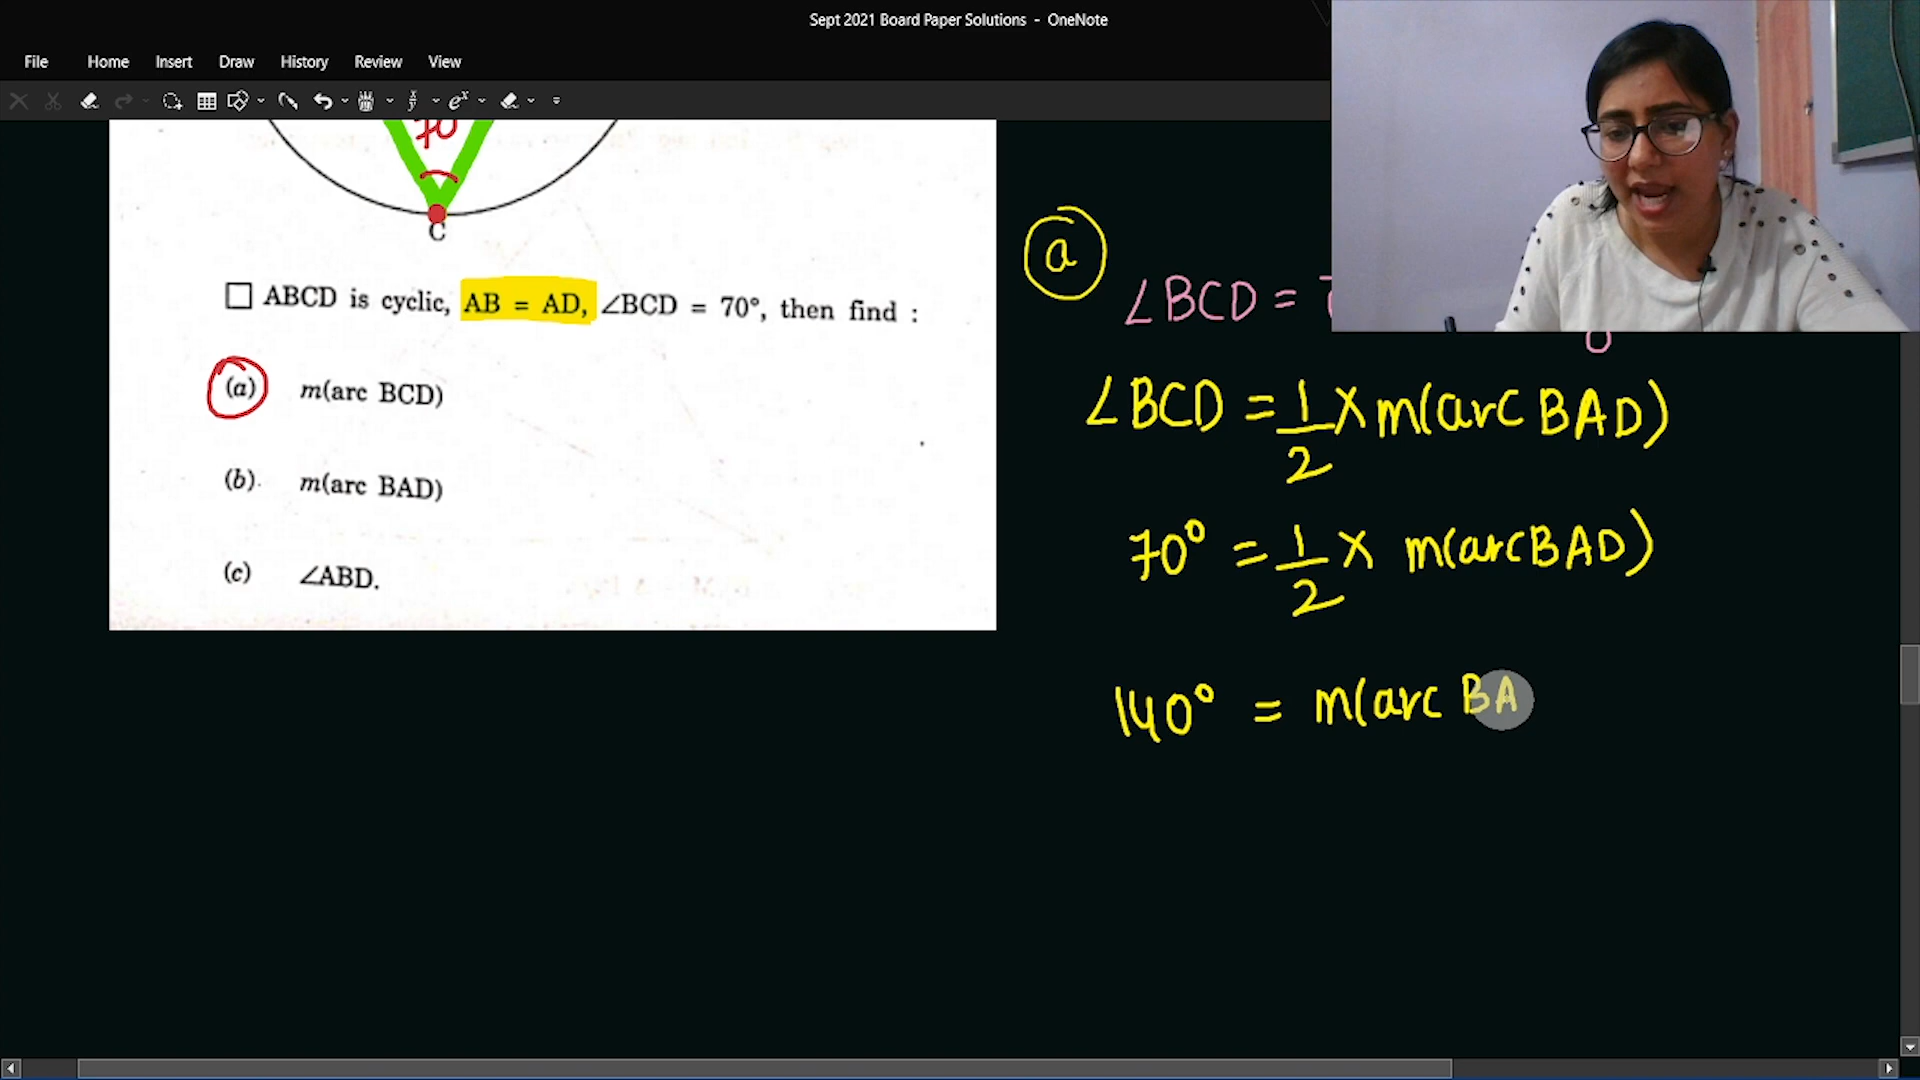 Sept 2021 Board Paper Solutions - OneNote
File Home Insert Draw History Review View
70
C
□ ABCD is cyclic, AB = AD, ∠BCD = 70°, then find :
(a) m(arc BCD)
(b). m(arc BAD)
(c) ∠ABD.
a
∠BCD =
∠BCD = 1/2 X m(arc BAD)
70° = 1/2 X m(arc BAD)
140° = m(arc BA